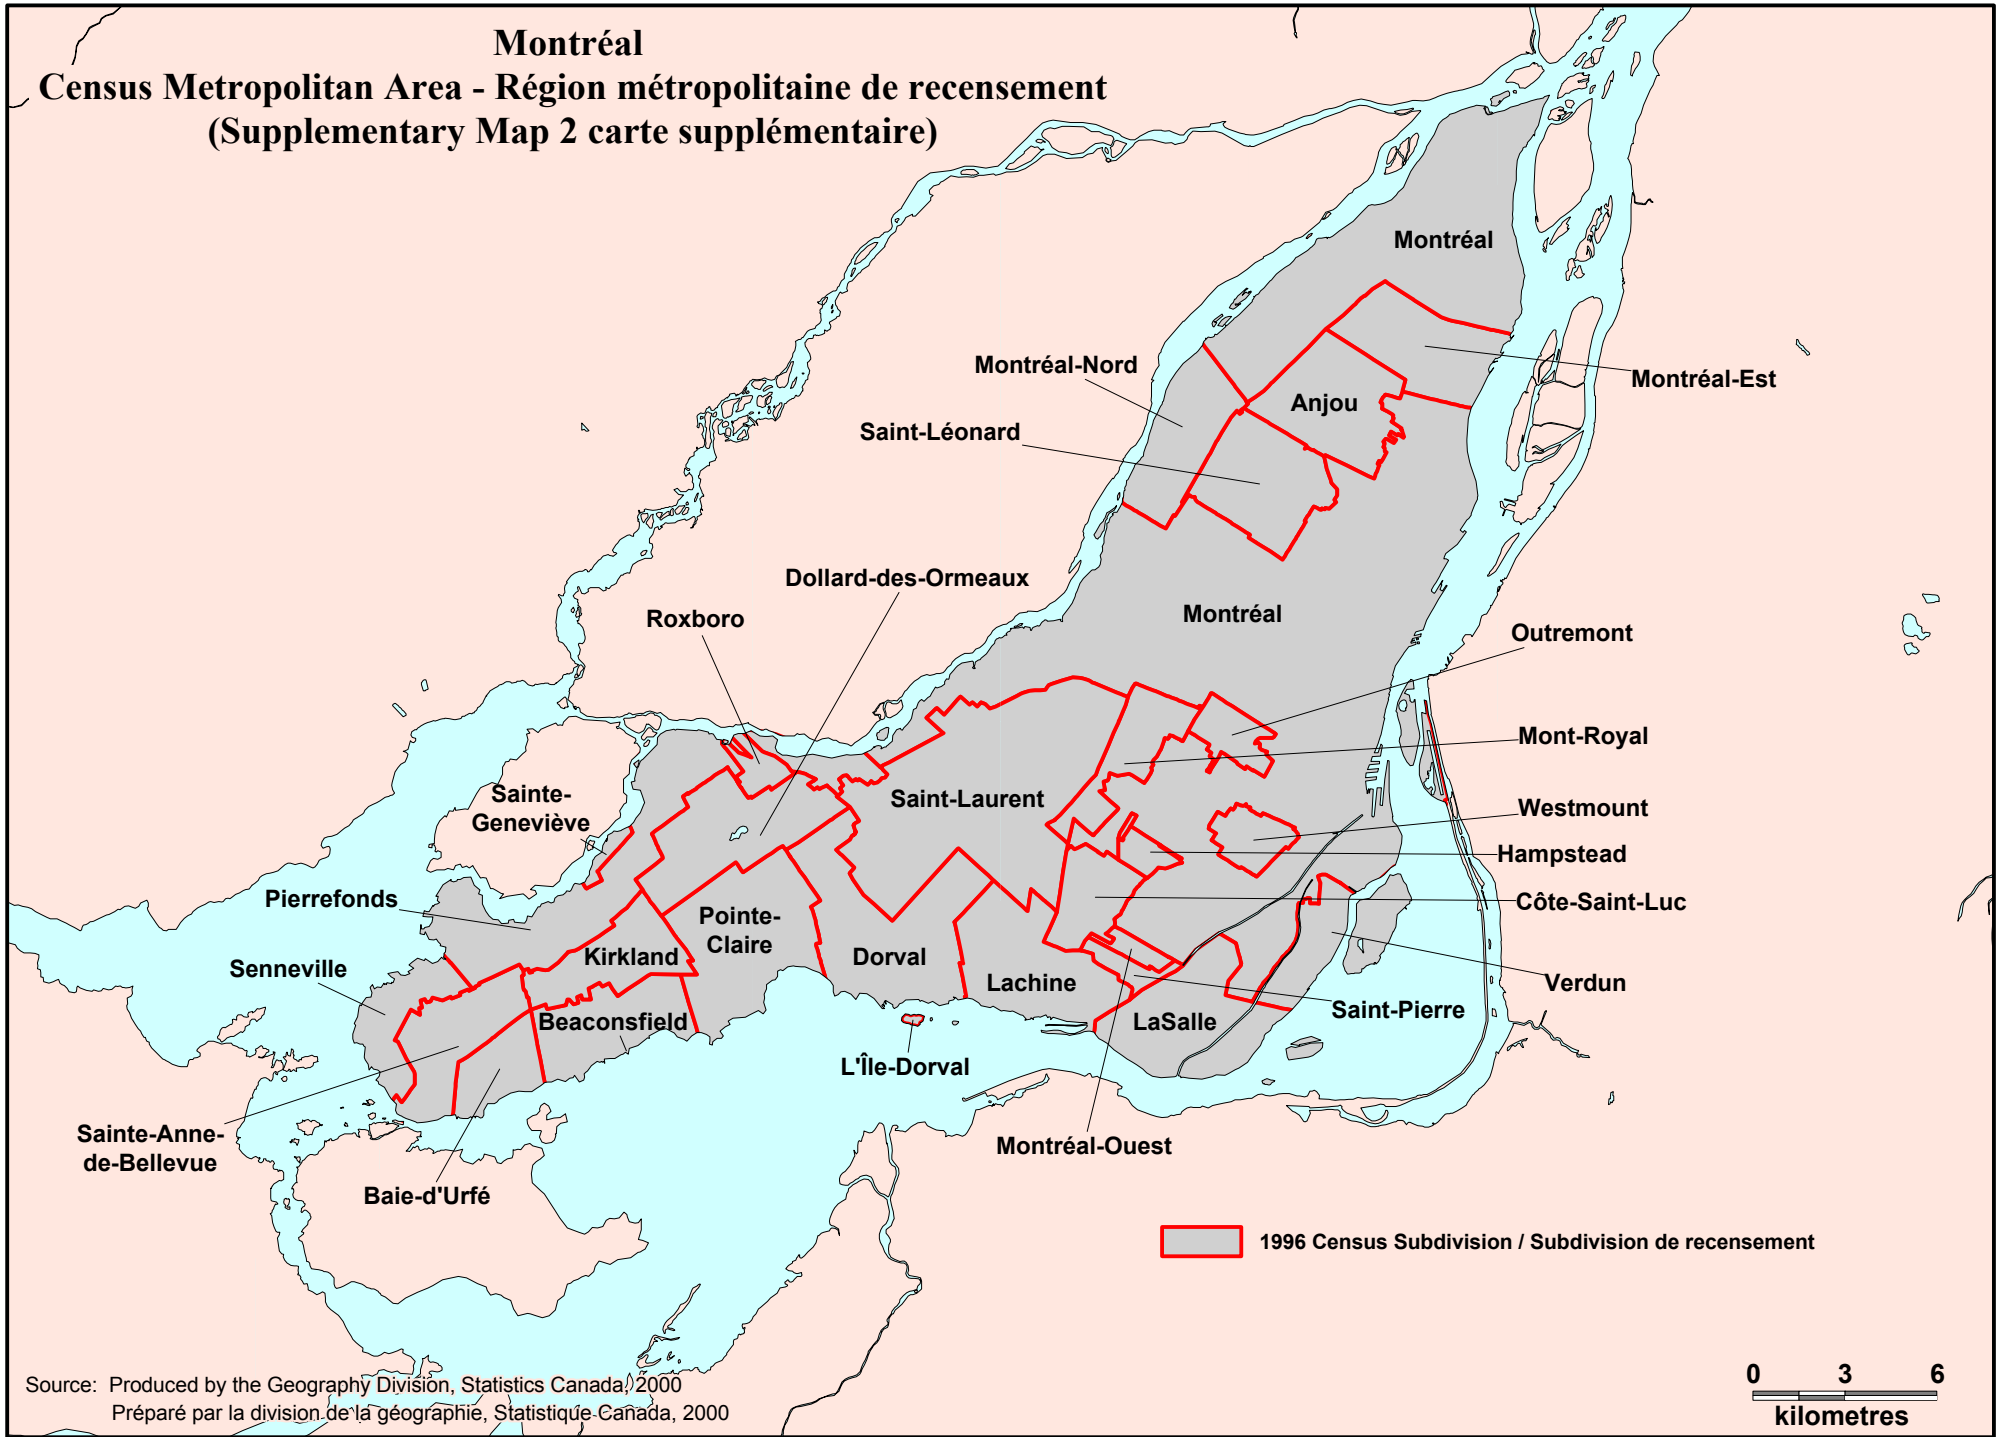 Montréal
Census Metropolitan Area - Région métropolitaine de recensement
(Supplementary Map 2 carte supplémentaire)
Montréal
Montréal-Nord
Montréal-Est
Anjou
Saint-Léonard
Dollard-des-Ormeaux
Roxboro
Montréal
Outremont
Mont-Royal
Sainte-
Geneviève
Saint-Laurent
Westmount
Hampstead
Pierrefonds
Côte-Saint-Luc
Pointe-
Claire
Kirkland
Dorval
Senneville
Lachine
Verdun
Beaconsfield
LaSalle
Saint-Pierre
L'Île-Dorval
Sainte-Anne-
de-Bellevue
Montréal-Ouest
Baie-d'Urfé
1996 Census Subdivision / Subdivision de recensement
Source: Produced by the Geography Division, Statistics Canada, 2000
Préparé par la division de la géographie, Statistique Canada, 2000
0 3 6
kilometres